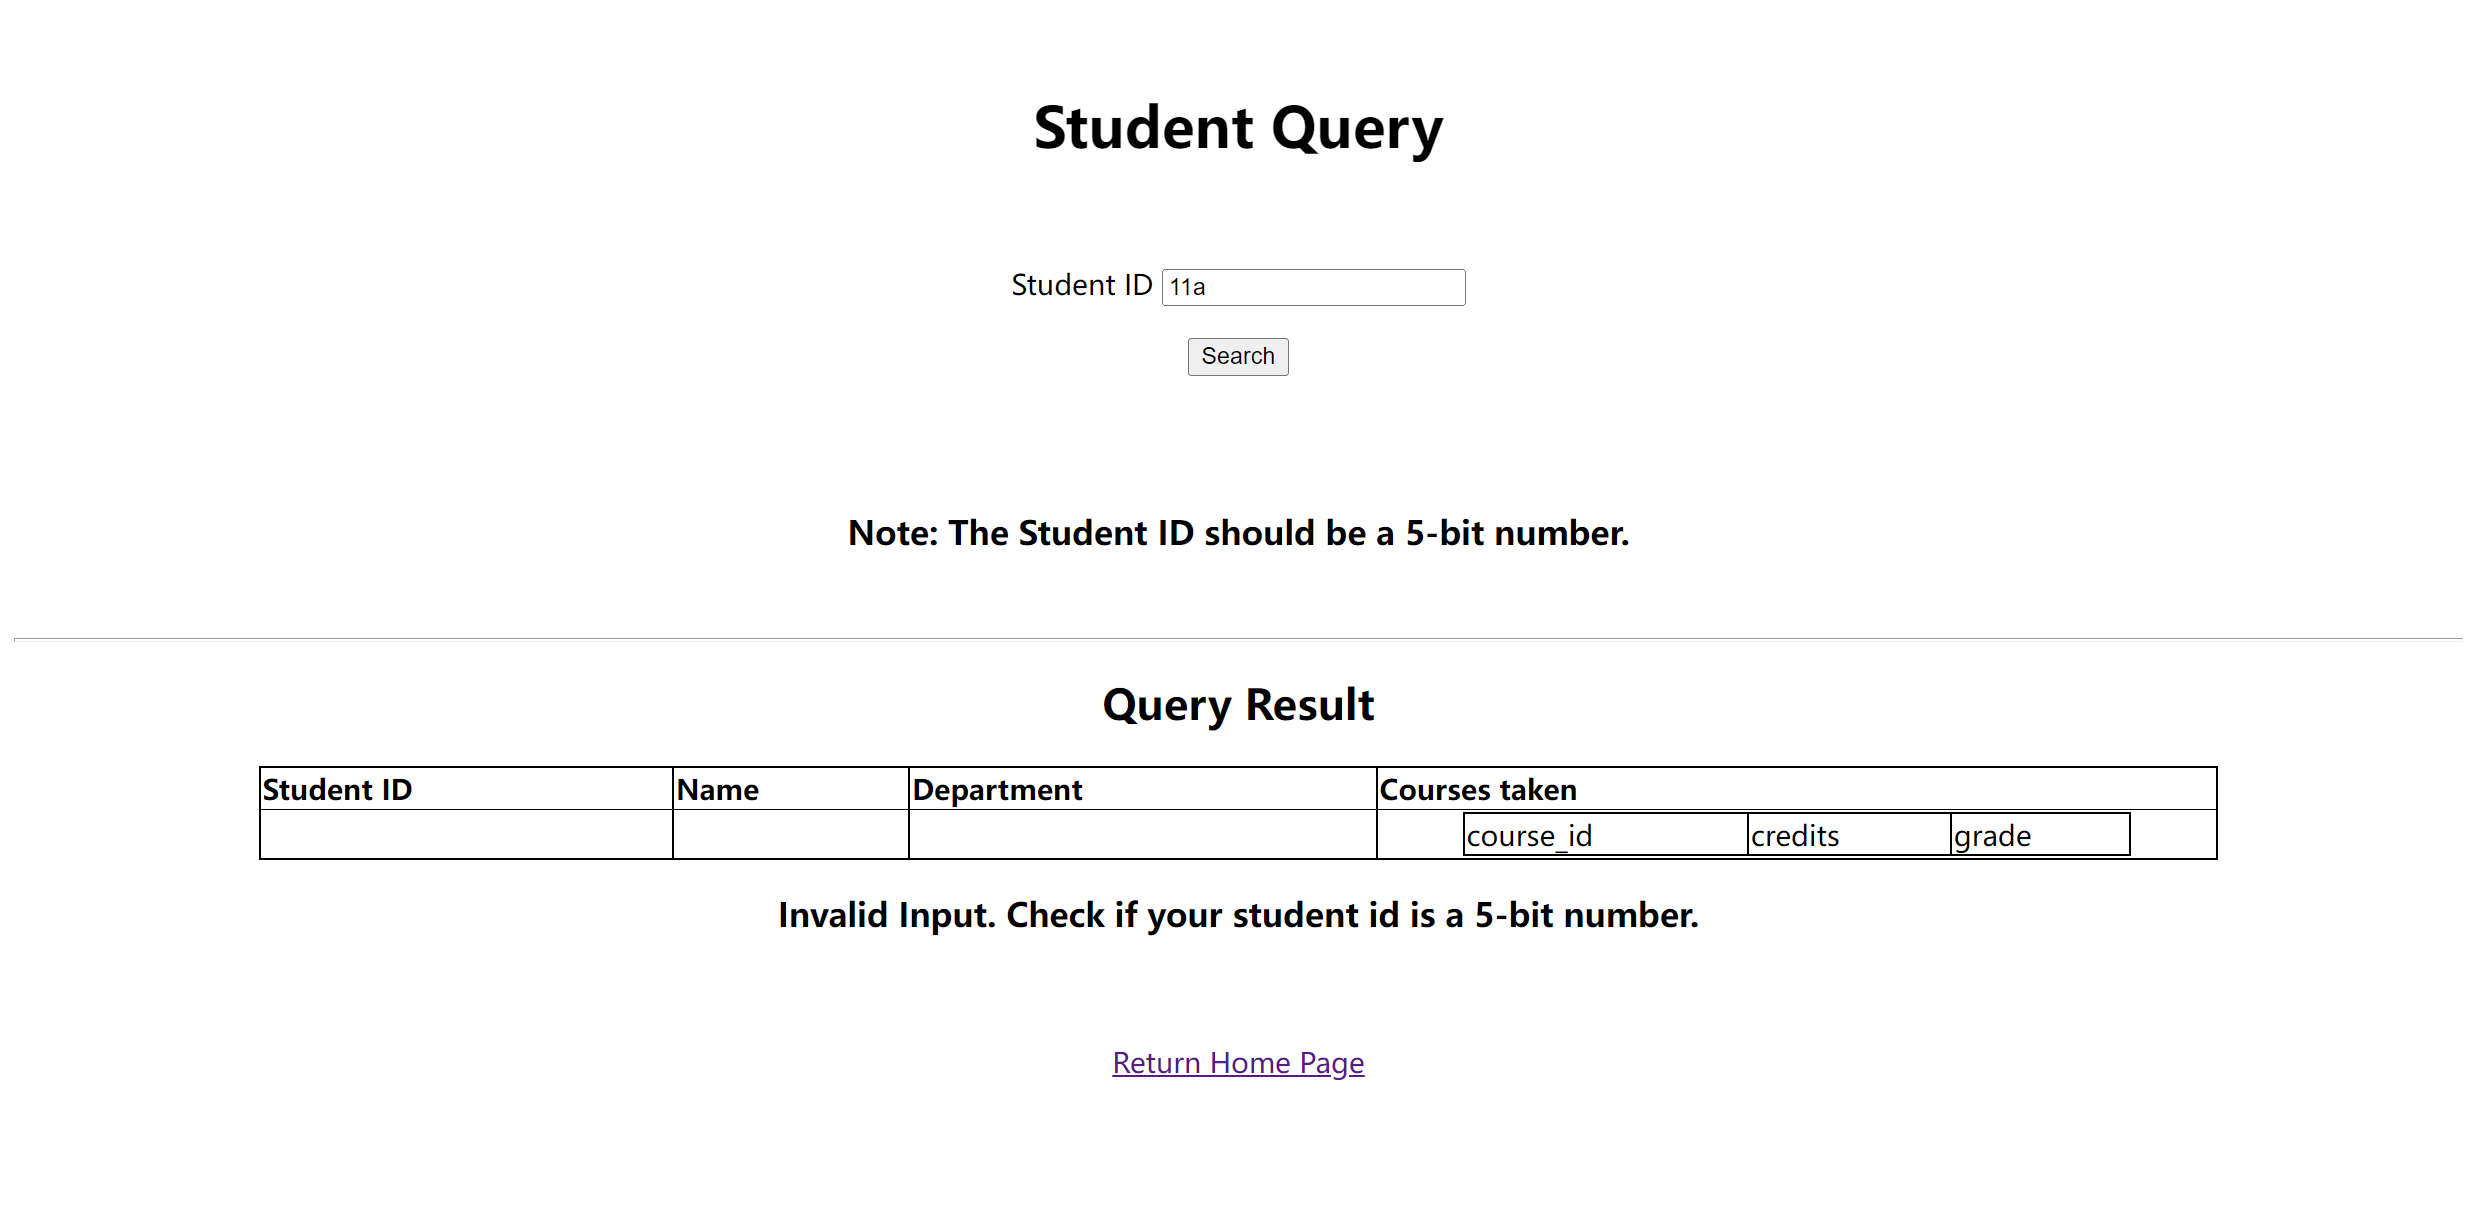 Student Query
Student ID 11a
Search
Note: The Student ID should be a 5-bit number.
Query Result
Student ID Name Department Courses taken
course_id credits grade
Invalid Input. Check if your student id is a 5-bit number.
Return Home Page